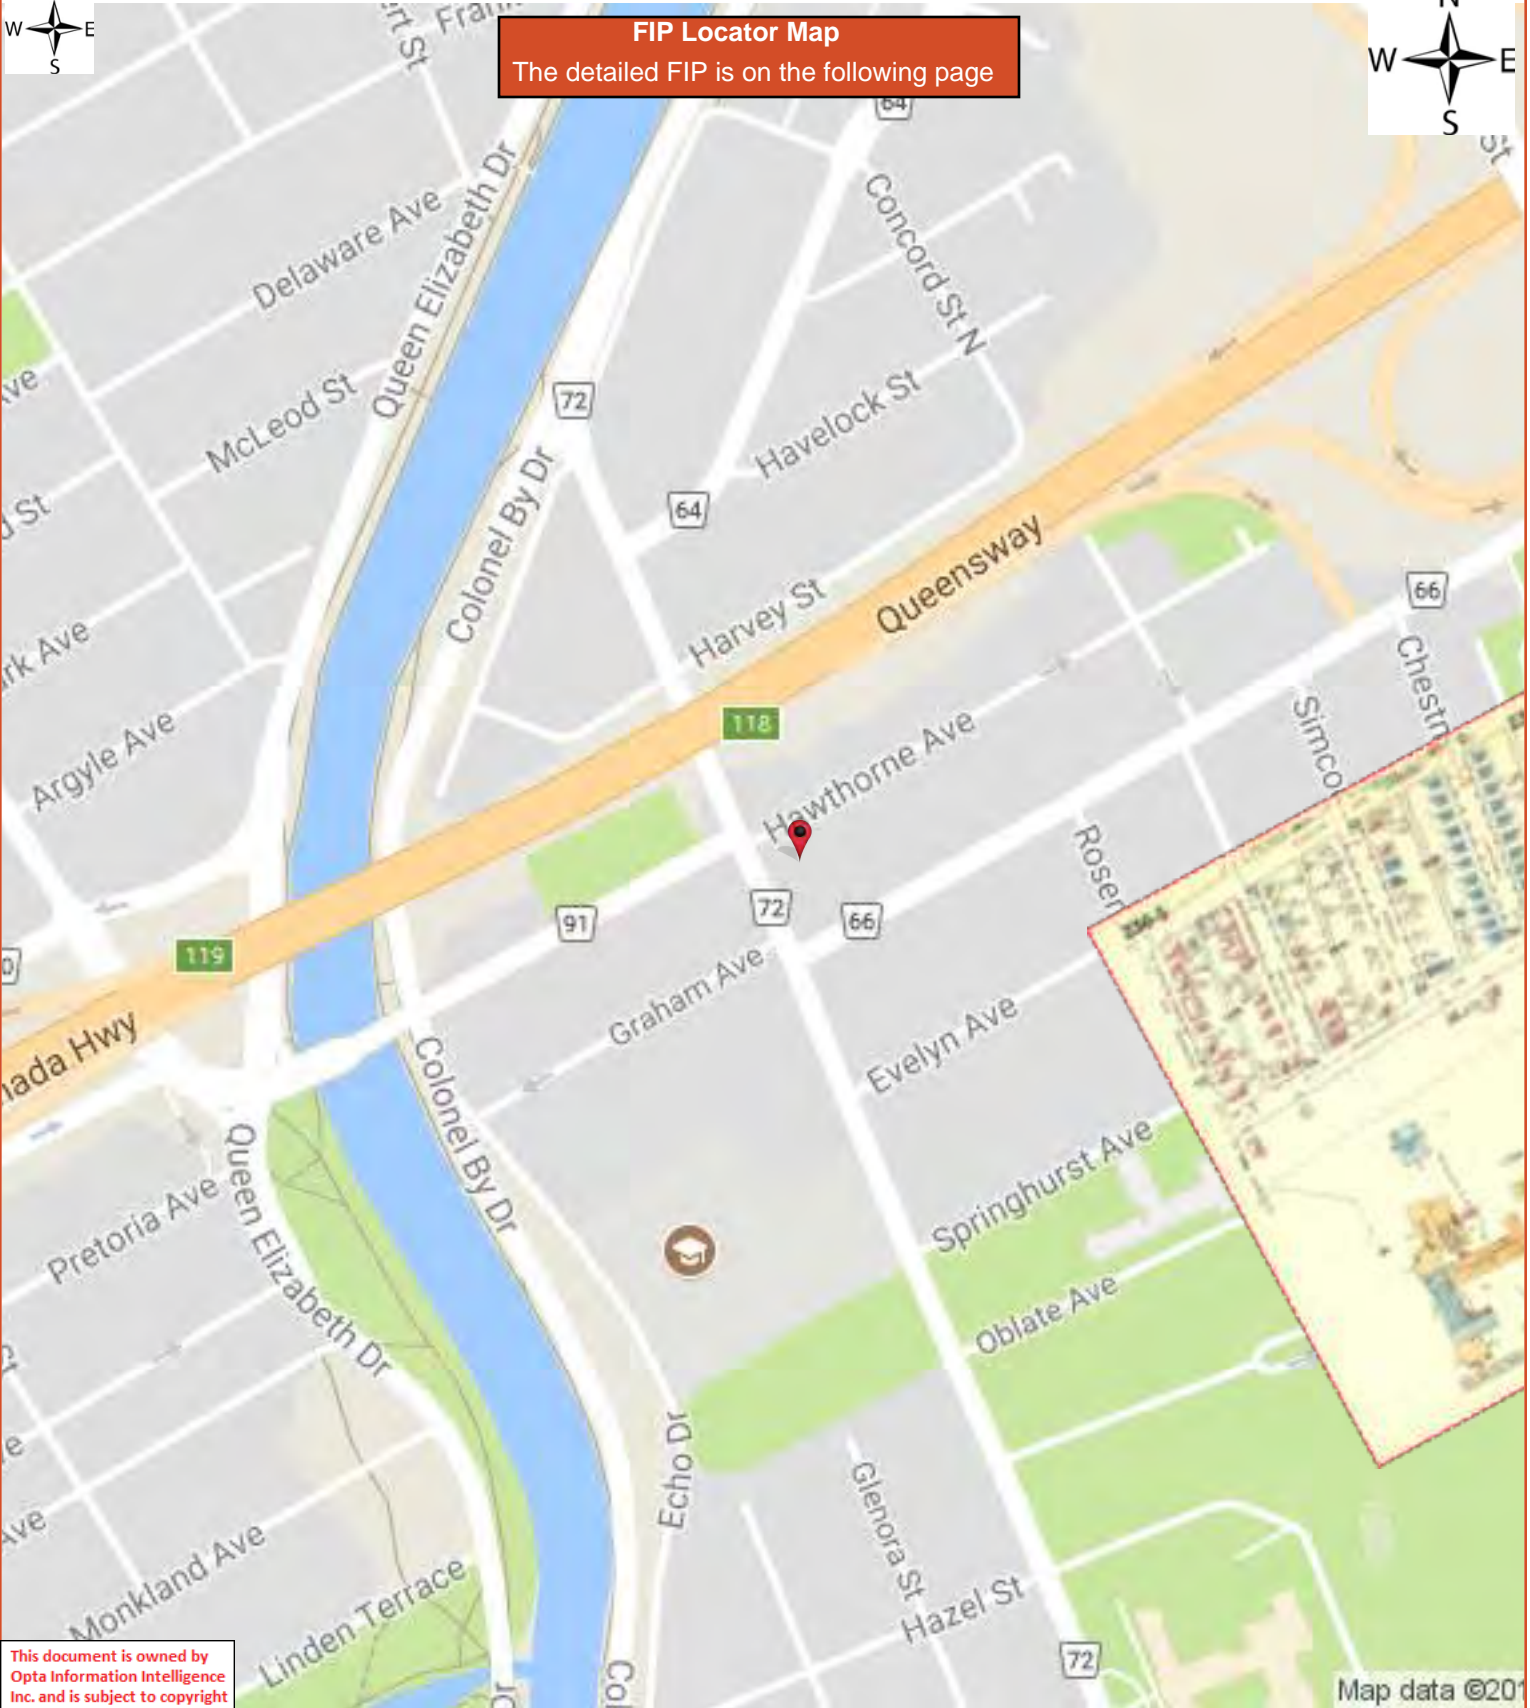 N
W E
S
W E
S
FIP Locator Map
The detailed FIP is on the following page
64
St
Delaware Ave
Queen Elizabeth Dr
Concord St N
McLeod St
72
Havelock St
64
Colonel By Dr
Harvey St
Queensway
66
Argyle Ave
118
Hawthorne Ave
Simco
Chestn
Roser
72
66
91
119
Graham Ave
nada Hwy
Evelyn Ave
Colonel By Dr
Queen Elizabeth Dr
Pretoria Ave
Springhurst Ave
Oblate Ave
Echo Dr
Glenora St
Monkland Ave
Linden Terrace
Hazel St
72
Col
This document is owned by
Opta Information Intelligence
Inc. and is subject to copyright
Map data ©201